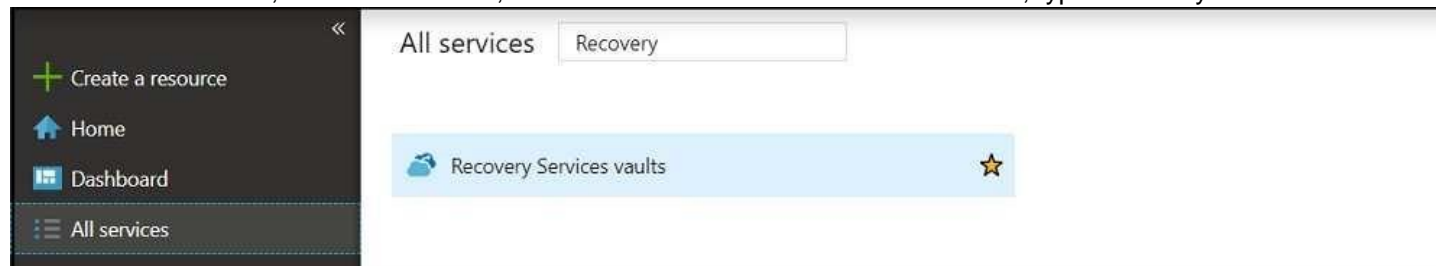 «
All services
Recovery
Create a resource
Home
Recovery Services vaults
Dashboard
All services